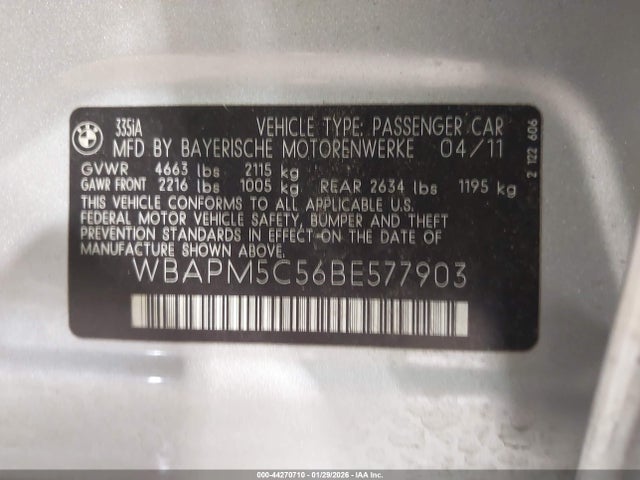 BMW
335iA VEHICLE TYPE: PASSENGER CAR
MFD BY BAYERISCHE MOTORENWERKE 04/11
GVWR 4663 lbs 2115 kg
GAWR FRONT 2216 lbs 1005 kg REAR 2634 lbs 1195 kg
THIS VEHICLE CONFORMS TO ALL APPLICABLE U.S.
FEDERAL MOTOR VEHICLE SAFETY, BUMPER AND THEFT
PREVENTION STANDARDS IN EFFECT ON THE DATE OF
MANUFACTURE SHOWN ABOVE.
WBAPM5C56BE577903
2 122 606
000-44270710 - 01/29/2026 - IAA Inc.